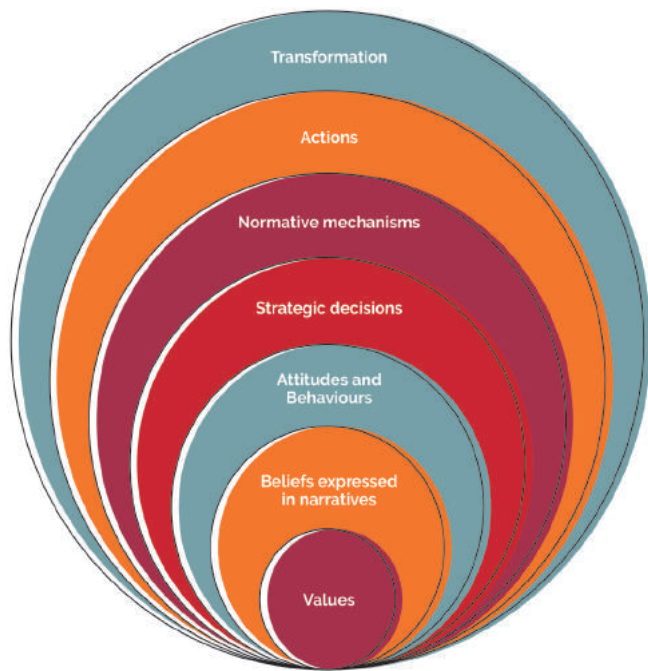 Transformation
Actions
Normative mechanisms
Strategic decisions
Attitudes and
Behaviours
Beliefs expressed
in narratives
Values